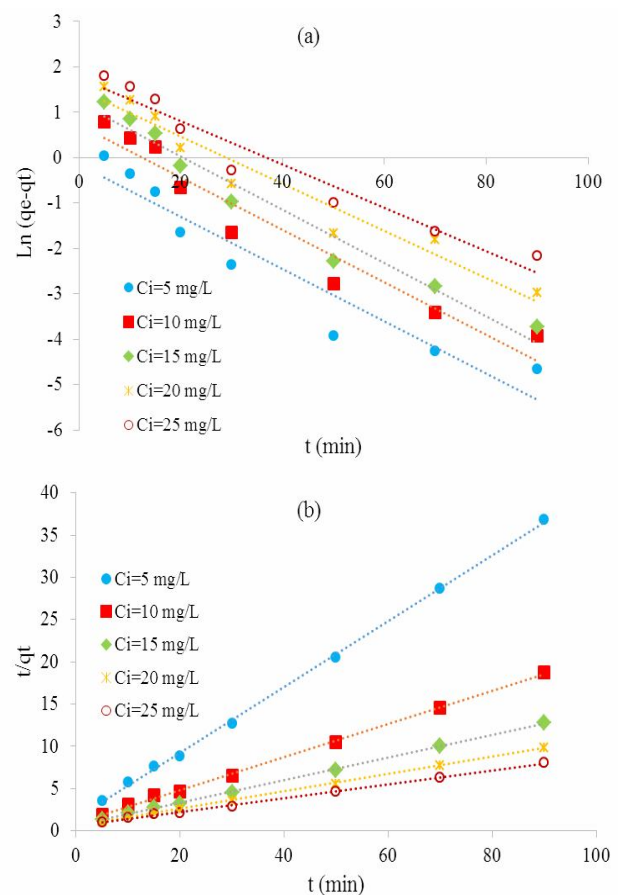 (a)
3
2
1
0
-1
-2
-3
-4
-5
-6
0 20 40 60 80 100
Ln (qe-qt)
Ci=5 mg/L
Ci=10 mg/L
Ci=15 mg/L
Ci=20 mg/L
Ci=25 mg/L
t (min)
(b)
40
35
30
25
20
15
10
5
0
t/qt
Ci=5 mg/L
Ci=10 mg/L
Ci=15 mg/L
Ci=20 mg/L
Ci=25 mg/L
0 20 40 60 80 100
t (min)